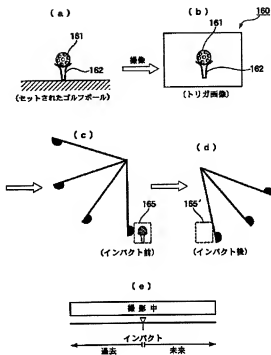 (a)
(b)
160
161
161
162
撮像
162
(セットされたゴルフボール)
(トリガ画像)
(c)
(d)
165
165'
(インパクト前)
(インパクト後)
(e)
撮影中
インパクト
過去
未来